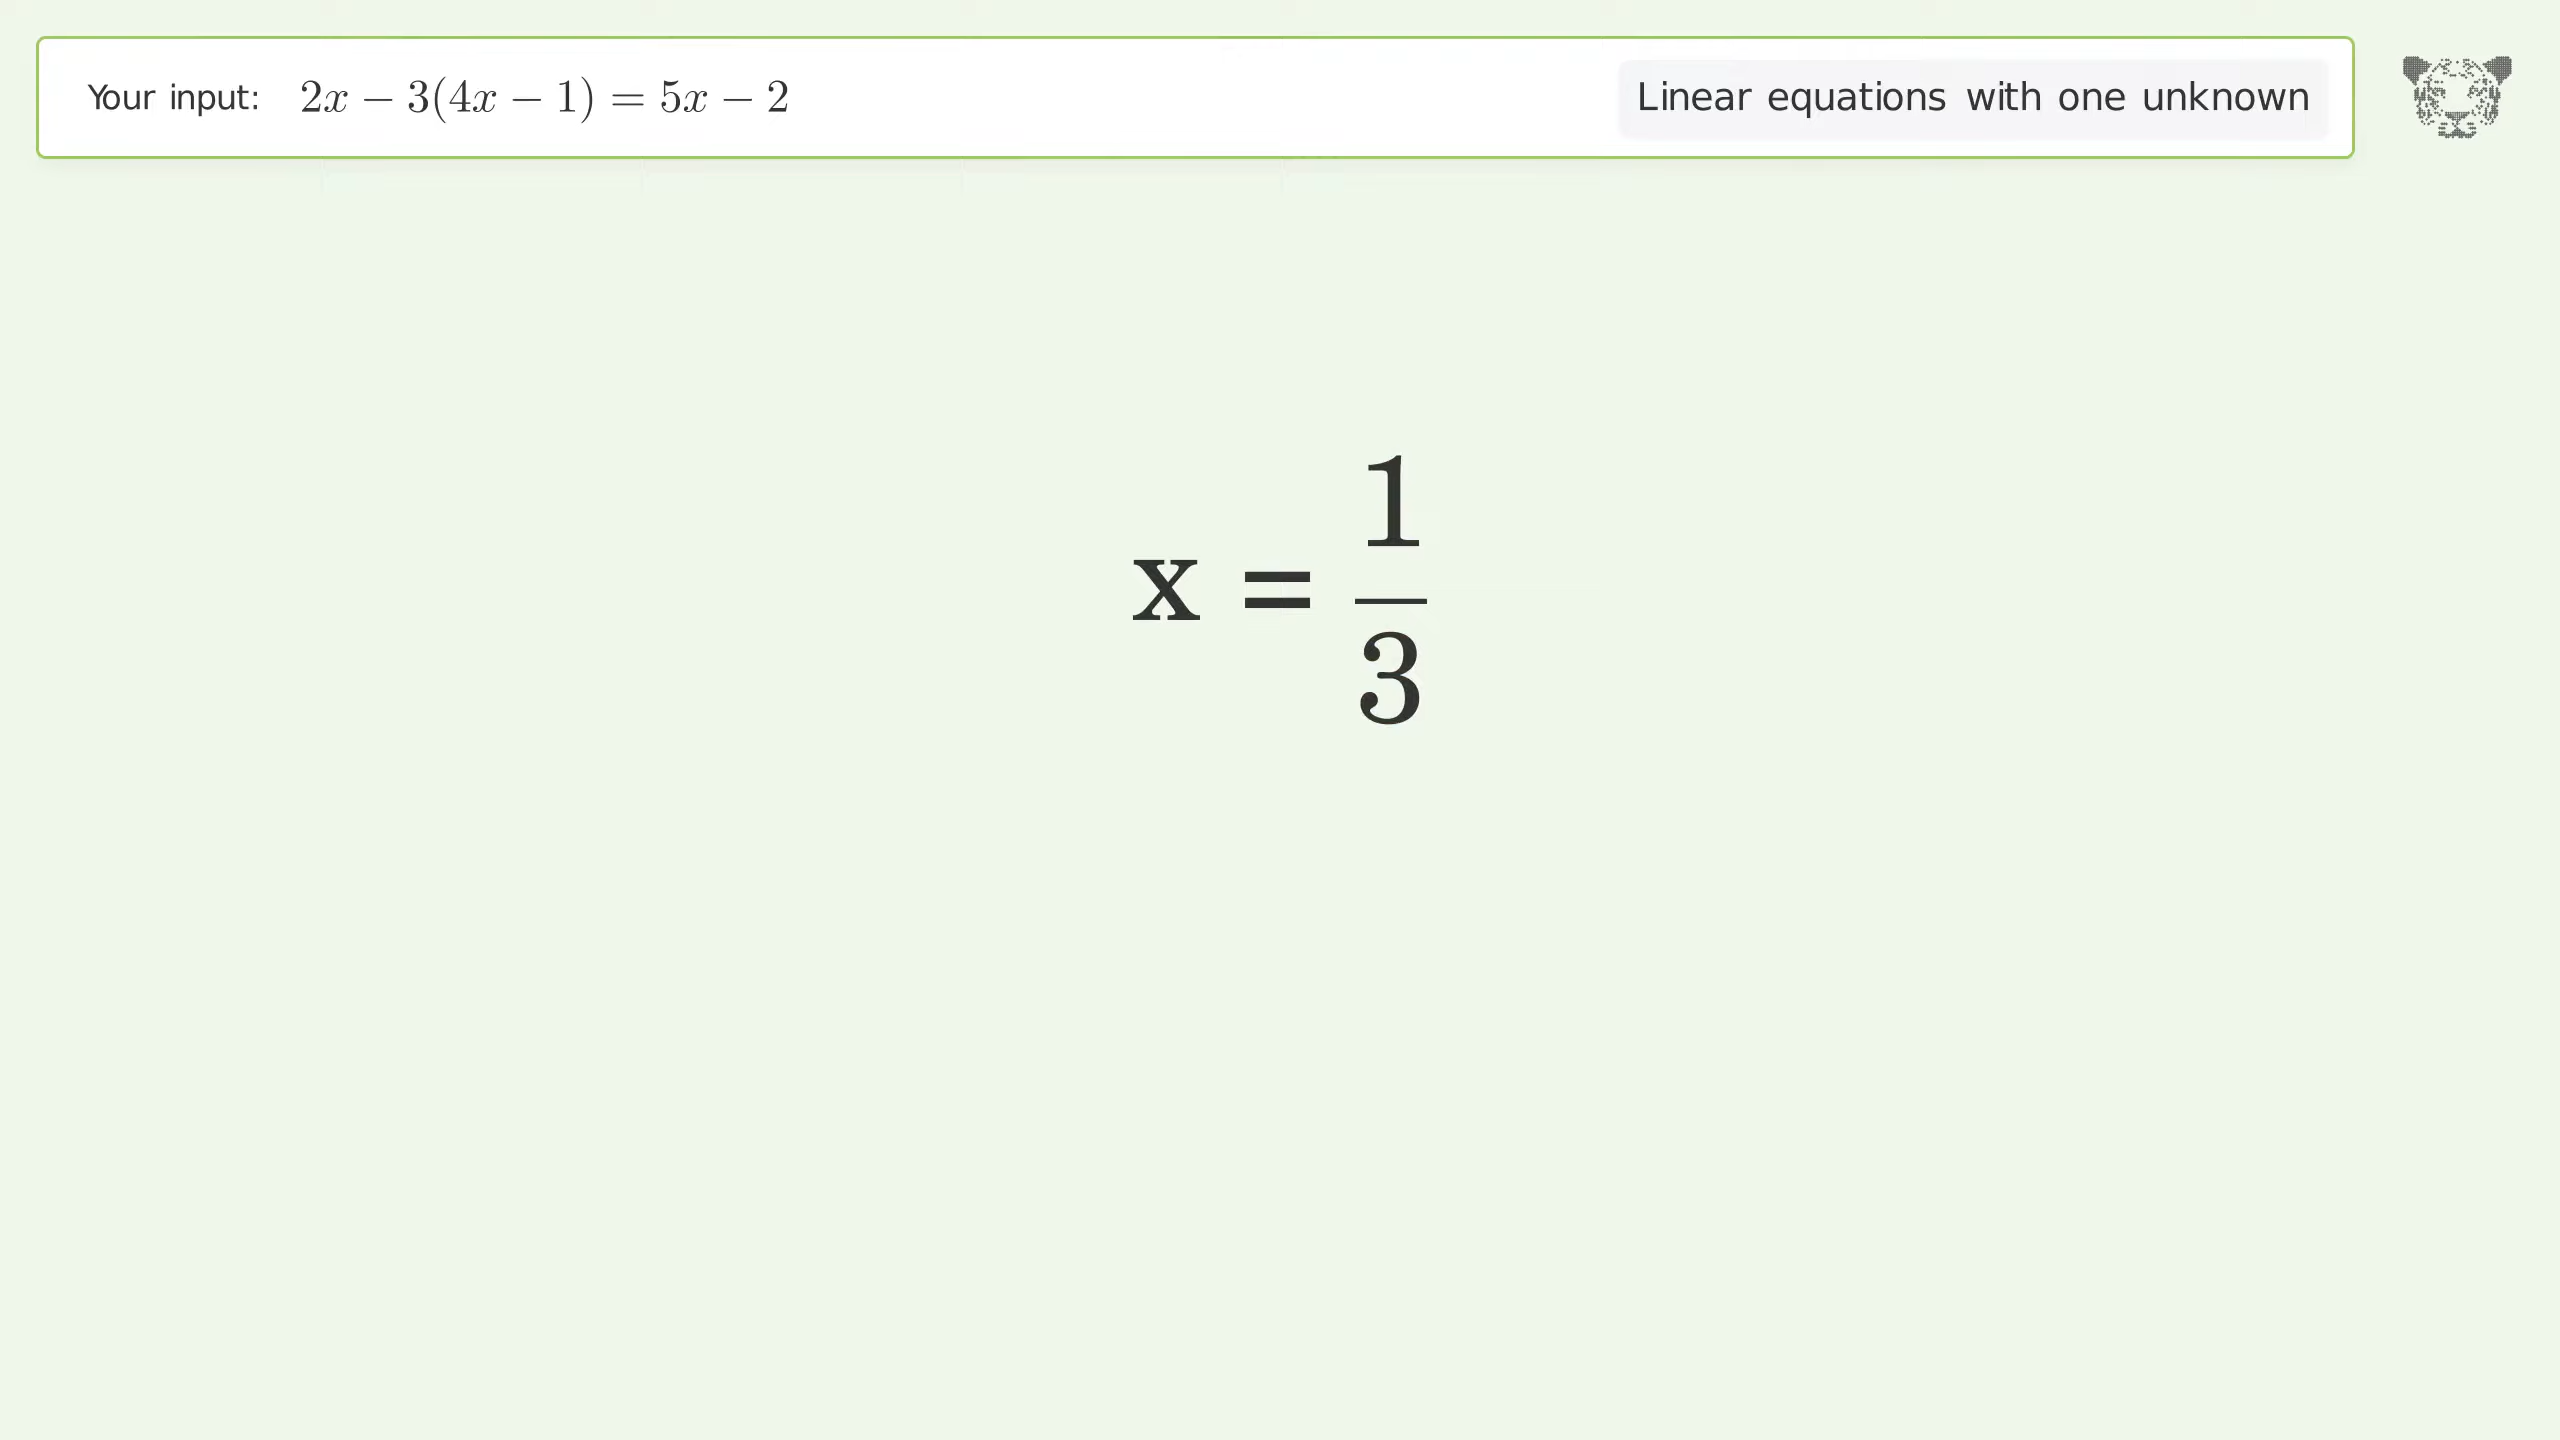 Your input: 2x − 3(4x − 1) = 5x − 2
Linear equations with one unknown
x = 1/3